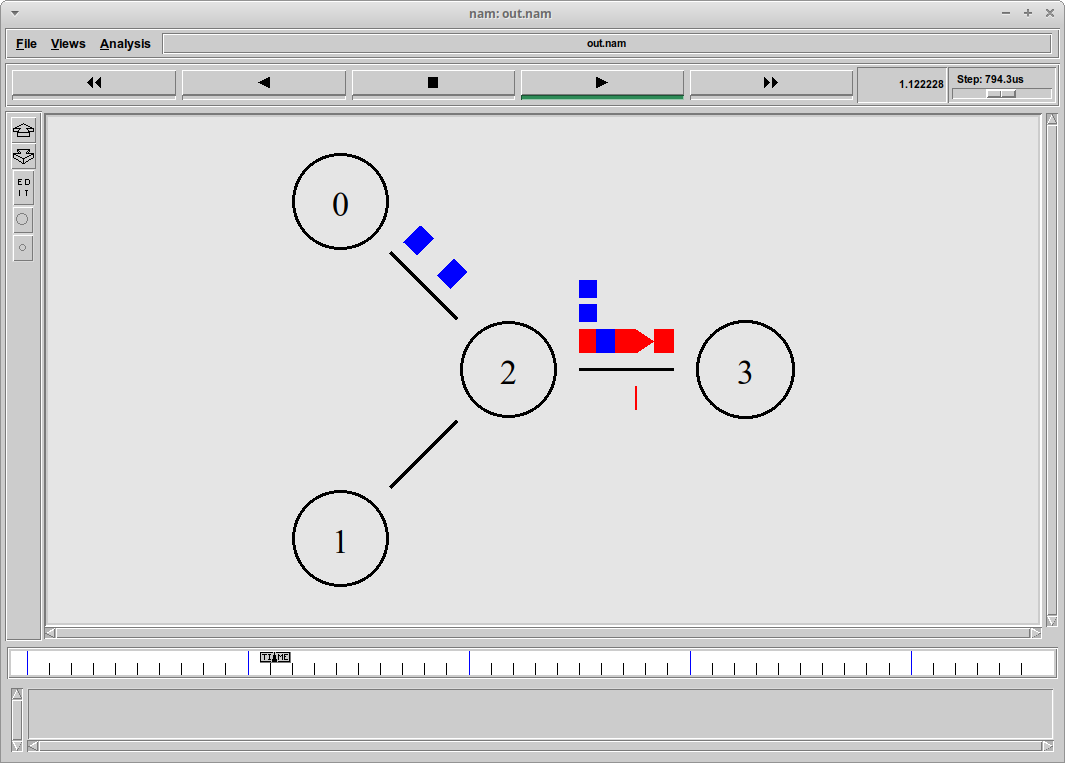 nam: out.nam
File Views Analysis out.nam
1.122228 Step: 794.3us
ED
IT
0
2
3
1
TIME